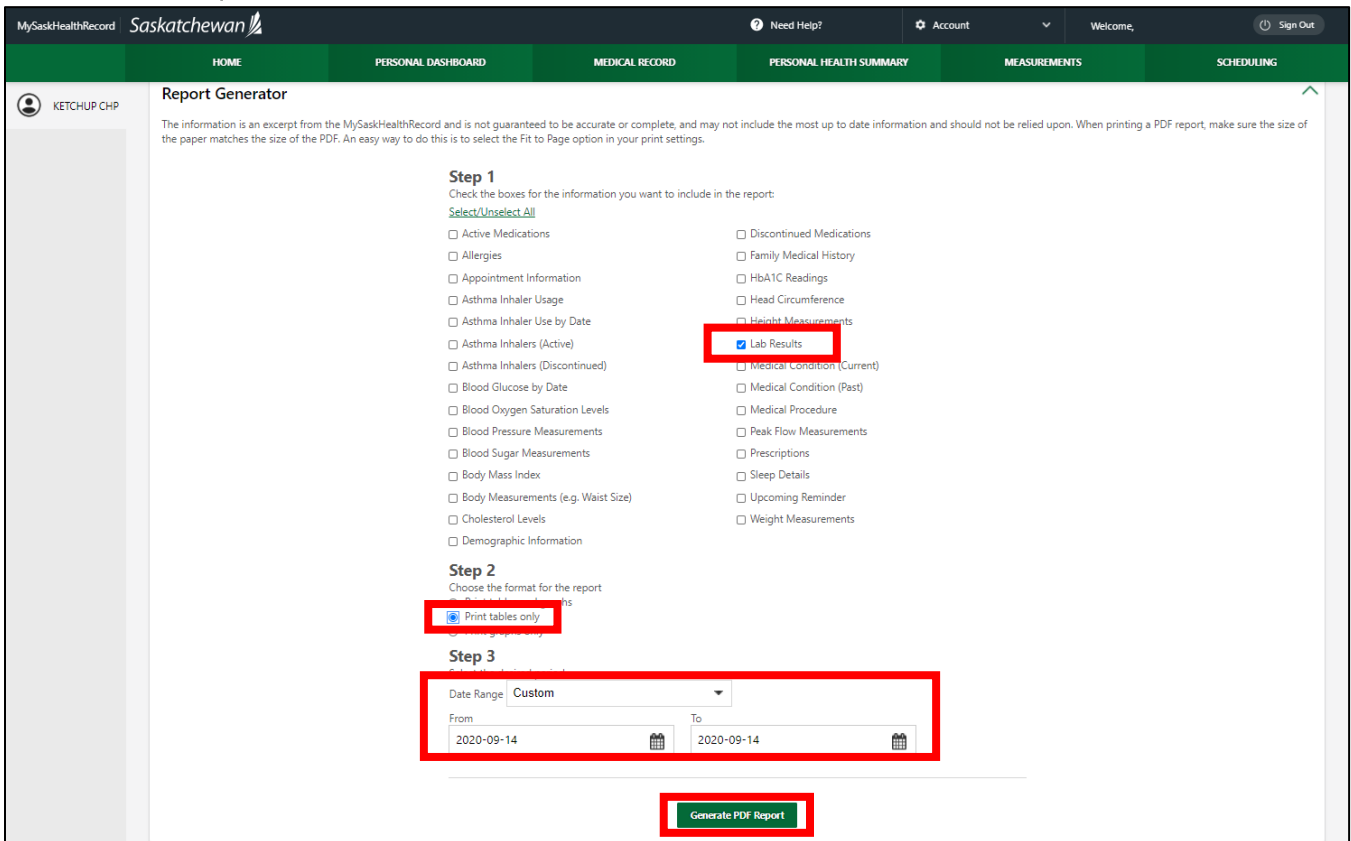 MySaskHealthRecord Saskatchewan Need Help? Account Welcome, Sign Out
HOME PERSONAL DASHBOARD MEDICAL RECORD PERSONAL HEALTH SUMMARY MEASUREMENTS SCHEDULING
KETCHUP CHP
Report Generator
The information is an excerpt from the MySaskHealthRecord and is not guaranteed to be accurate or complete, and may not include the most up to date information and should not be relied upon. When printing a PDF report, make sure the size of
the paper matches the size of the PDF. An easy way to do this is to select the Fit to Page option in your print settings.
Step 1
Check the boxes for the information you want to include in the report:
Select/Unselect All
Active Medications
Allergies
Appointment Information
Asthma Inhaler Usage
Asthma Inhaler Use by Date
Asthma Inhalers (Active)
Asthma Inhalers (Discontinued)
Blood Glucose by Date
Blood Oxygen Saturation Levels
Blood Pressure Measurements
Blood Sugar Measurements
Body Mass Index
Body Measurements (e.g. Waist Size)
Cholesterol Levels
Demographic Information
Discontinued Medications
Family Medical History
HbA1C Readings
Head Circumference
Height Measurements
Lab Results
Medical Condition (Current)
Medical Condition (Past)
Medical Procedure
Peak Flow Measurements
Prescriptions
Sleep Details
Upcoming Reminder
Weight Measurements
Step 2
Choose the format for the report
Print tables only
Step 3
Date Range Custom
From To
2020-09-14 2020-09-14
Generate PDF Report